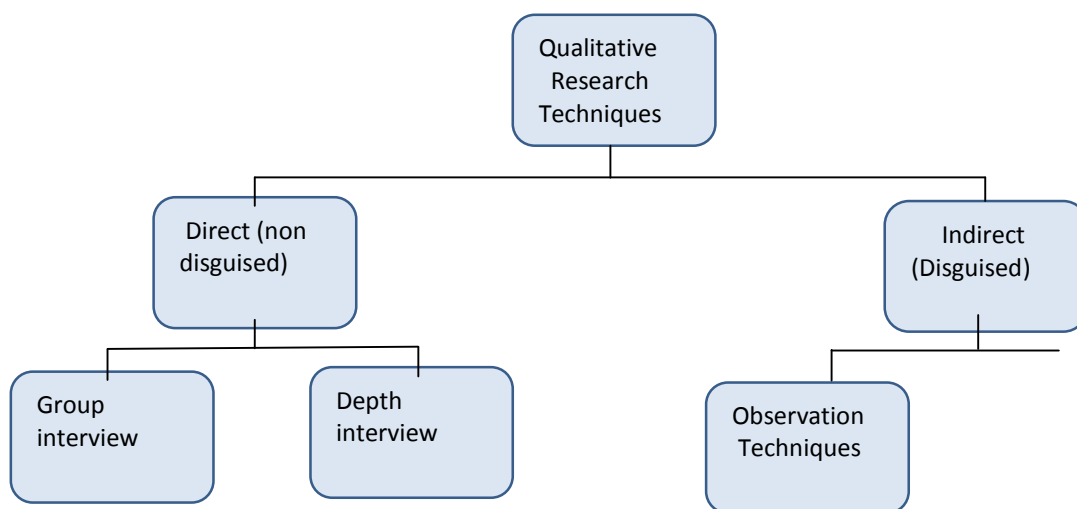 Qualitative
Research
Techniques
Direct (non
disguised)
Indirect
(Disguised)
Group
interview
Depth
interview
Observation
Techniques